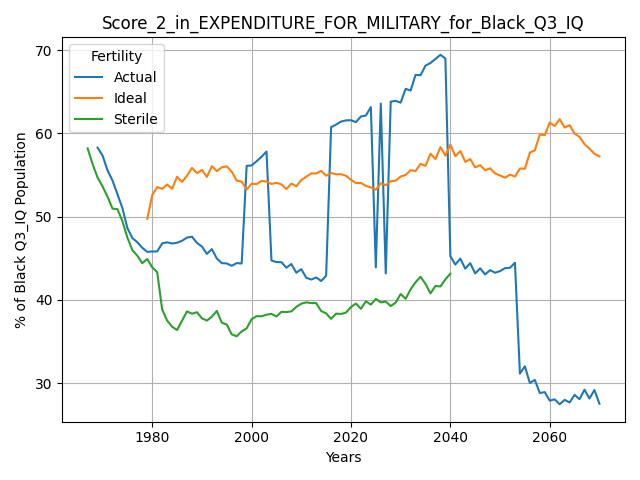 Score_2_in_EXPENDITURE_FOR_MILITARY_for_Black_Q3_IQ
Fertility
Actual
Ideal
Sterile
% of Black Q3_IQ Population
70
60
50
40
30
1980
2000
2020
2040
2060
Years